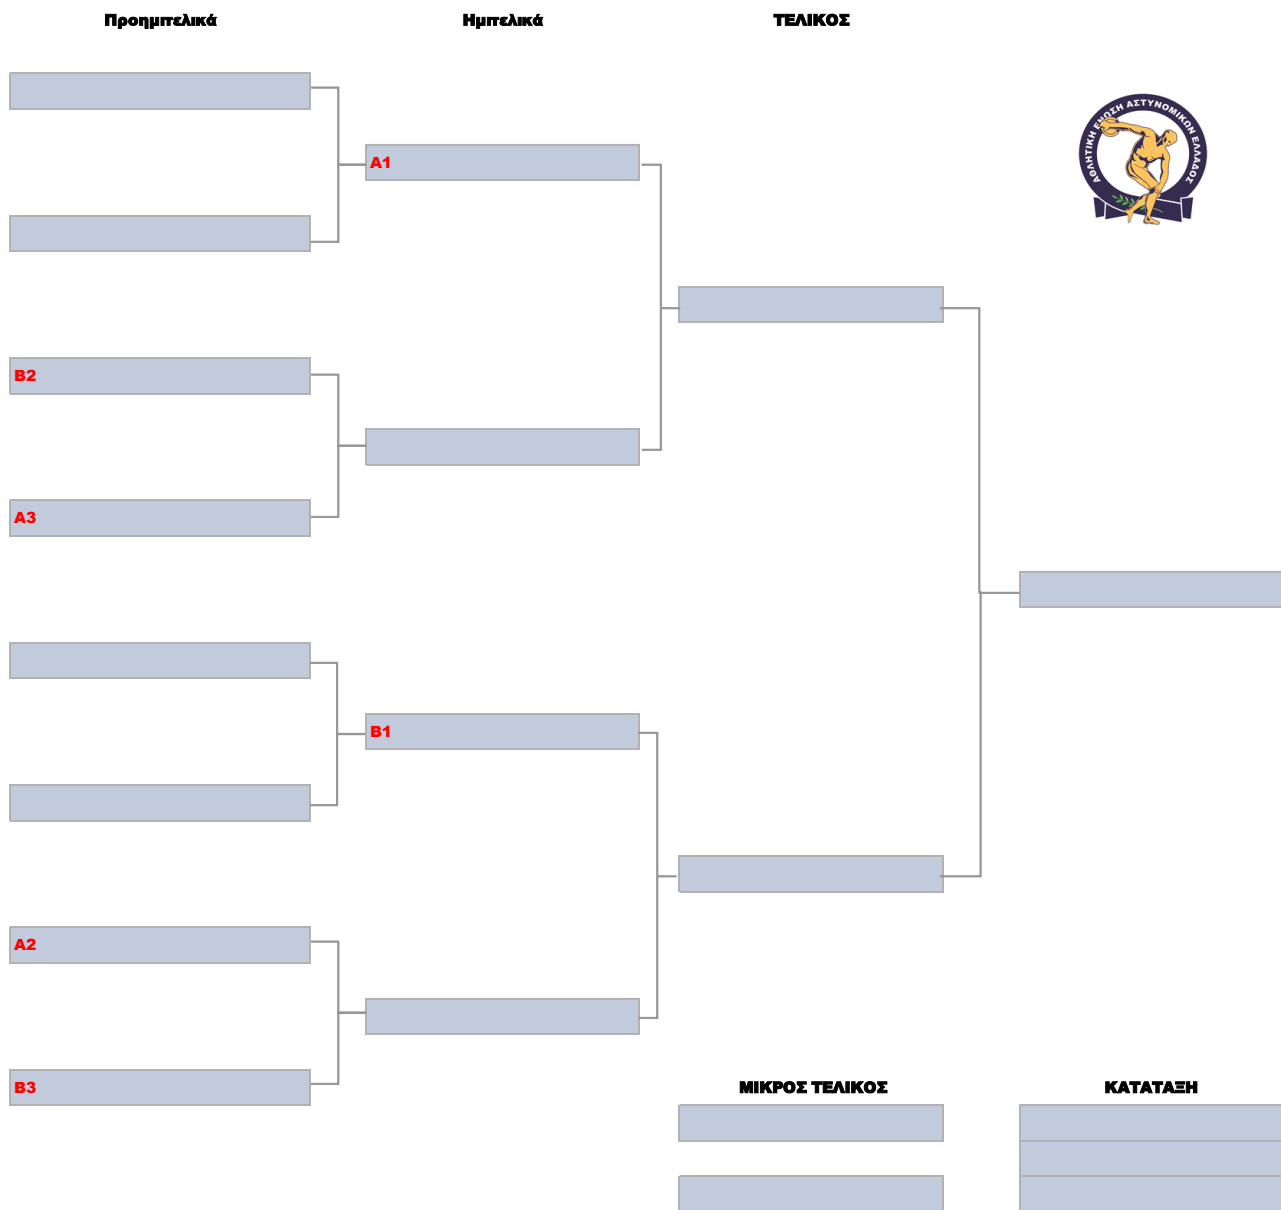 Προημιτελικά
Ημιτελικά
ΤΕΛΙΚΟΣ
ΑΘΛΗΤΙΚΗ ΕΝΩΣΗ ΑΣΤΥΝΟΜΙΚΩΝ ΕΛΛΑΔΟΣ
A1
B2
A3
B1
A2
B3
ΜΙΚΡΟΣ ΤΕΛΙΚΟΣ
ΚΑΤΑΤΑΞΗ